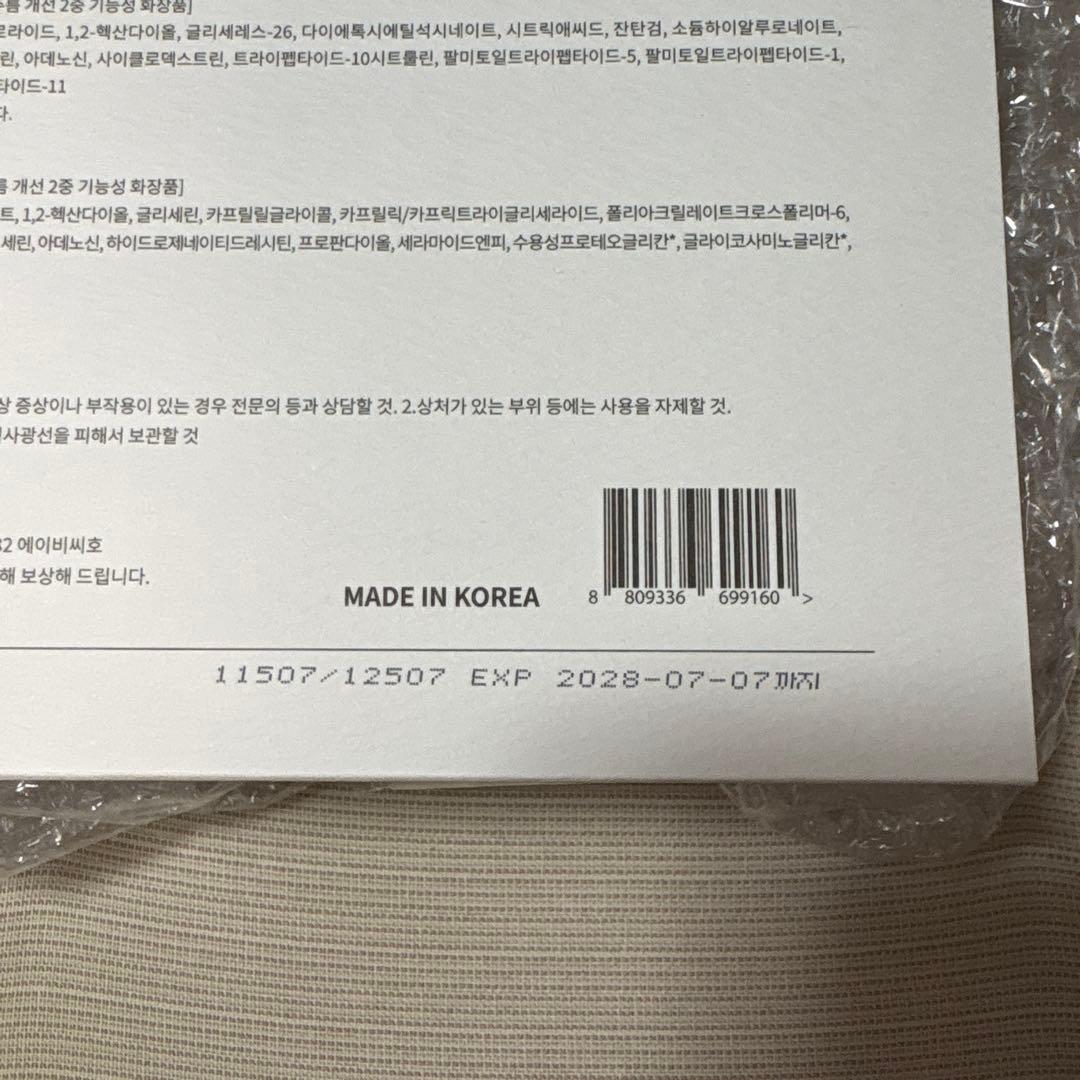 름 개선 2중 기능성 화장품]
로라이드, 1,2-헥산다이올, 글리세레스-26, 다이에톡시에틸석시네이트, 시트릭애씨드, 잔탄검, 소듐하이알루로네이트,
린, 아데노신, 사이클로덱스트린, 트라이펩타이드-10시트룰린, 팔미토일트라이펩타이드-5, 팔미토일트라이펩타이드-1,
타이드-11
다.
름 개선 2중 기능성 화장품]
트, 1,2-헥산다이올, 글리세린, 카프릴릴글라이콜, 카프릴릭/카프릭트라이글리세라이드, 폴리아크릴레이트크로스폴리머-6,
세린, 아데노신, 하이드로제네이티드레시틴, 프로판다이올, 세라마이드엔피, 수용성프로테오글리칸*, 글라이코사미노글리칸*,
상 증상이나 부작용이 있는 경우 전문의 등과 상담할 것. 2.상처가 있는 부위 등에는 사용을 자제할 것.
사광선을 피해서 보관할 것
32 에이비씨호
해 보상해 드립니다.
MADE IN KOREA
8 809336 699160 >
11507/12507 EXP 2028-07-07까지